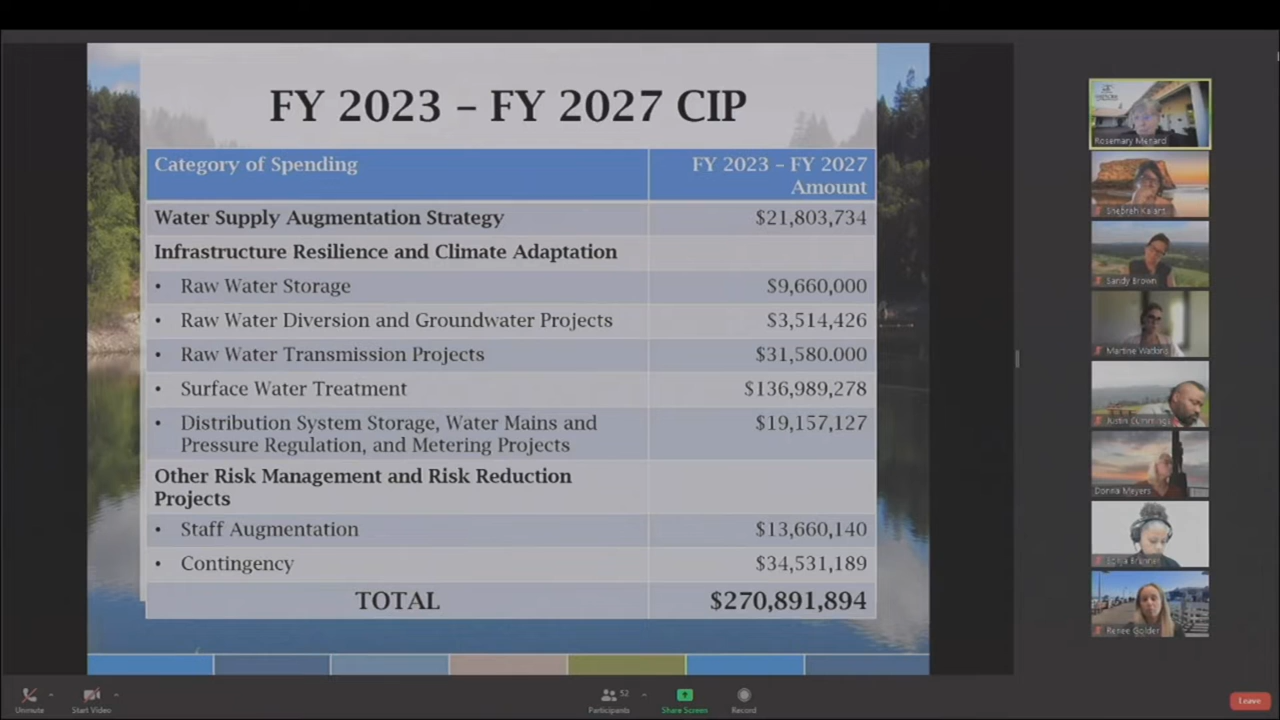 FY 2023 – FY 2027 CIP
Category of Spending
FY 2023 – FY 2027
Amount
Water Supply Augmentation Strategy
$21,803,734
Infrastructure Resilience and Climate Adaptation
• Raw Water Storage
$9,660,000
• Raw Water Diversion and Groundwater Projects
$3,514,426
• Raw Water Transmission Projects
$31,580.000
• Surface Water Treatment
$136,989,278
• Distribution System Storage, Water Mains and
Pressure Regulation, and Metering Projects
$19,157,127
Other Risk Management and Risk Reduction
Projects
• Staff Augmentation
$13,660,140
• Contingency
$34,531,189
TOTAL
$270,891,894
Rosemary Menard
Sandy Brown
Martine Watkins
Justin Cummings
Donna Meyers
Renee Golder
Unmute
Start Video
52
Participants
Share Screen
Record
Leave